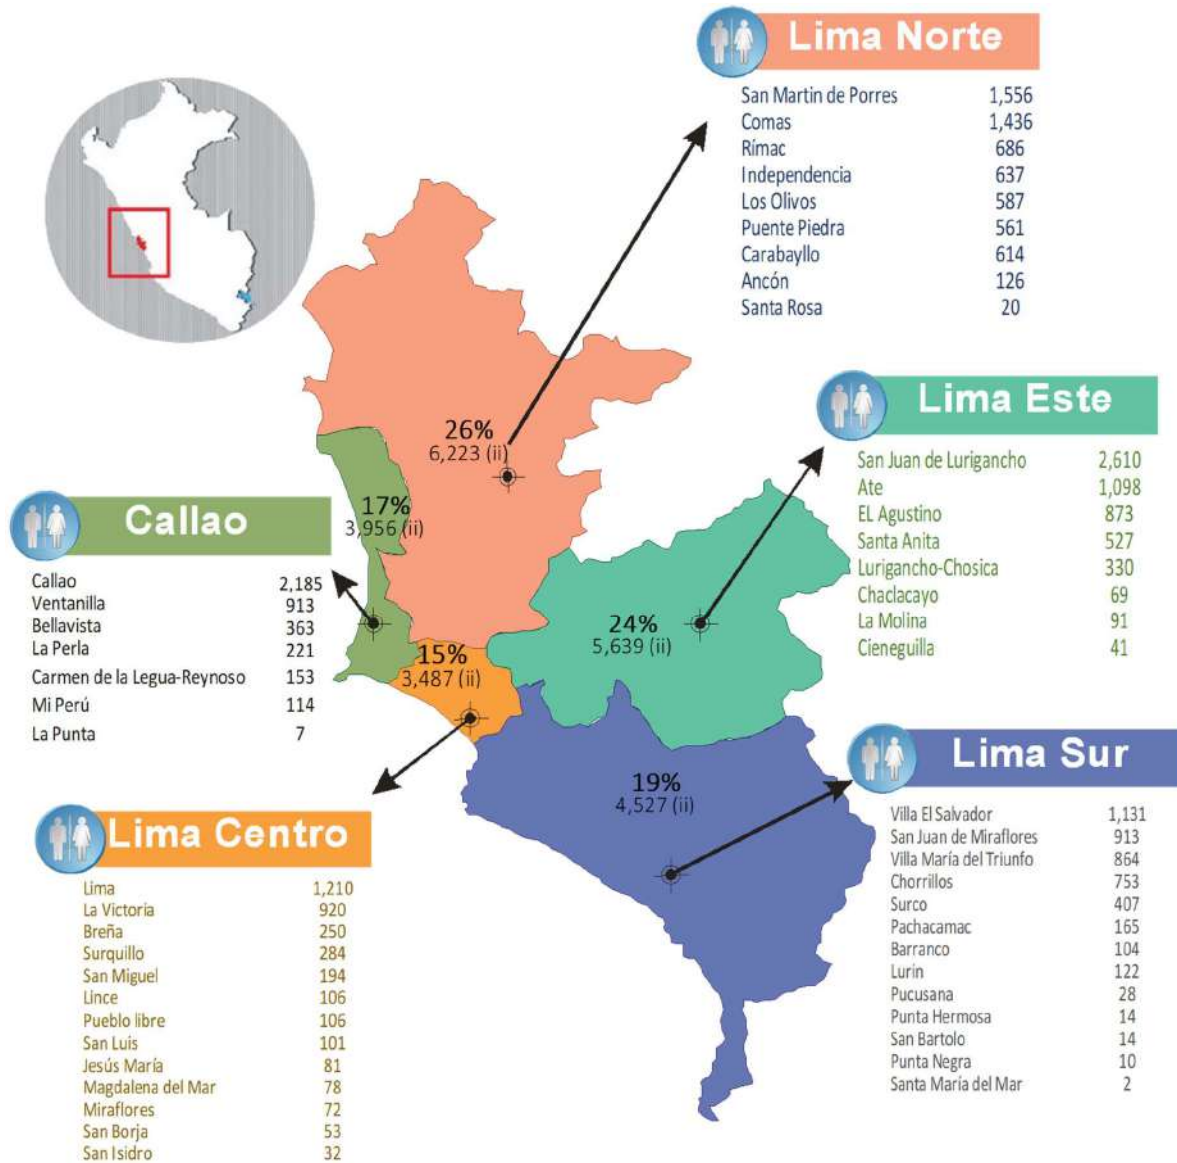 Lima Norte
San Martin de Porres 1,556
Comas 1,436
Rímac 686
Independencia 637
Los Olivos 587
Puente Piedra 561
Carabayllo 614
Ancón 126
Santa Rosa 20
Lima Este
San Juan de Lurigancho 2,610
Ate 1,098
EL Agustino 873
Santa Anita 527
Lurigancho-Chosica 330
Chaclacayo 69
La Molina 91
Cieneguilla 41
26%
6,223 (ii)
17%
3,956 (ii)
24%
5,639 (ii)
15%
3,487 (ii)
19%
4,527 (ii)
Callao
Callao 2,185
Ventanilla 913
Bellavista 363
La Perla 221
Carmen de la Legua-Reynoso 153
Mi Perú 114
La Punta 7
Lima Sur
Villa El Salvador 1,131
San Juan de Miraflores 913
Villa María del Triunfo 864
Chorrillos 753
Surco 407
Pachacamac 165
Barranco 104
Lurin 122
Pucusana 28
Punta Hermosa 14
San Bartolo 14
Punta Negra 10
Santa María del Mar 2
Lima Centro
Lima 1,210
La Victoria 920
Breña 250
Surquillo 284
San Miguel 194
Lince 106
Pueblo libre 106
San Luis 101
Jesús María 81
Magdalena del Mar 78
Miraflores 72
San Borja 53
San Isidro 32